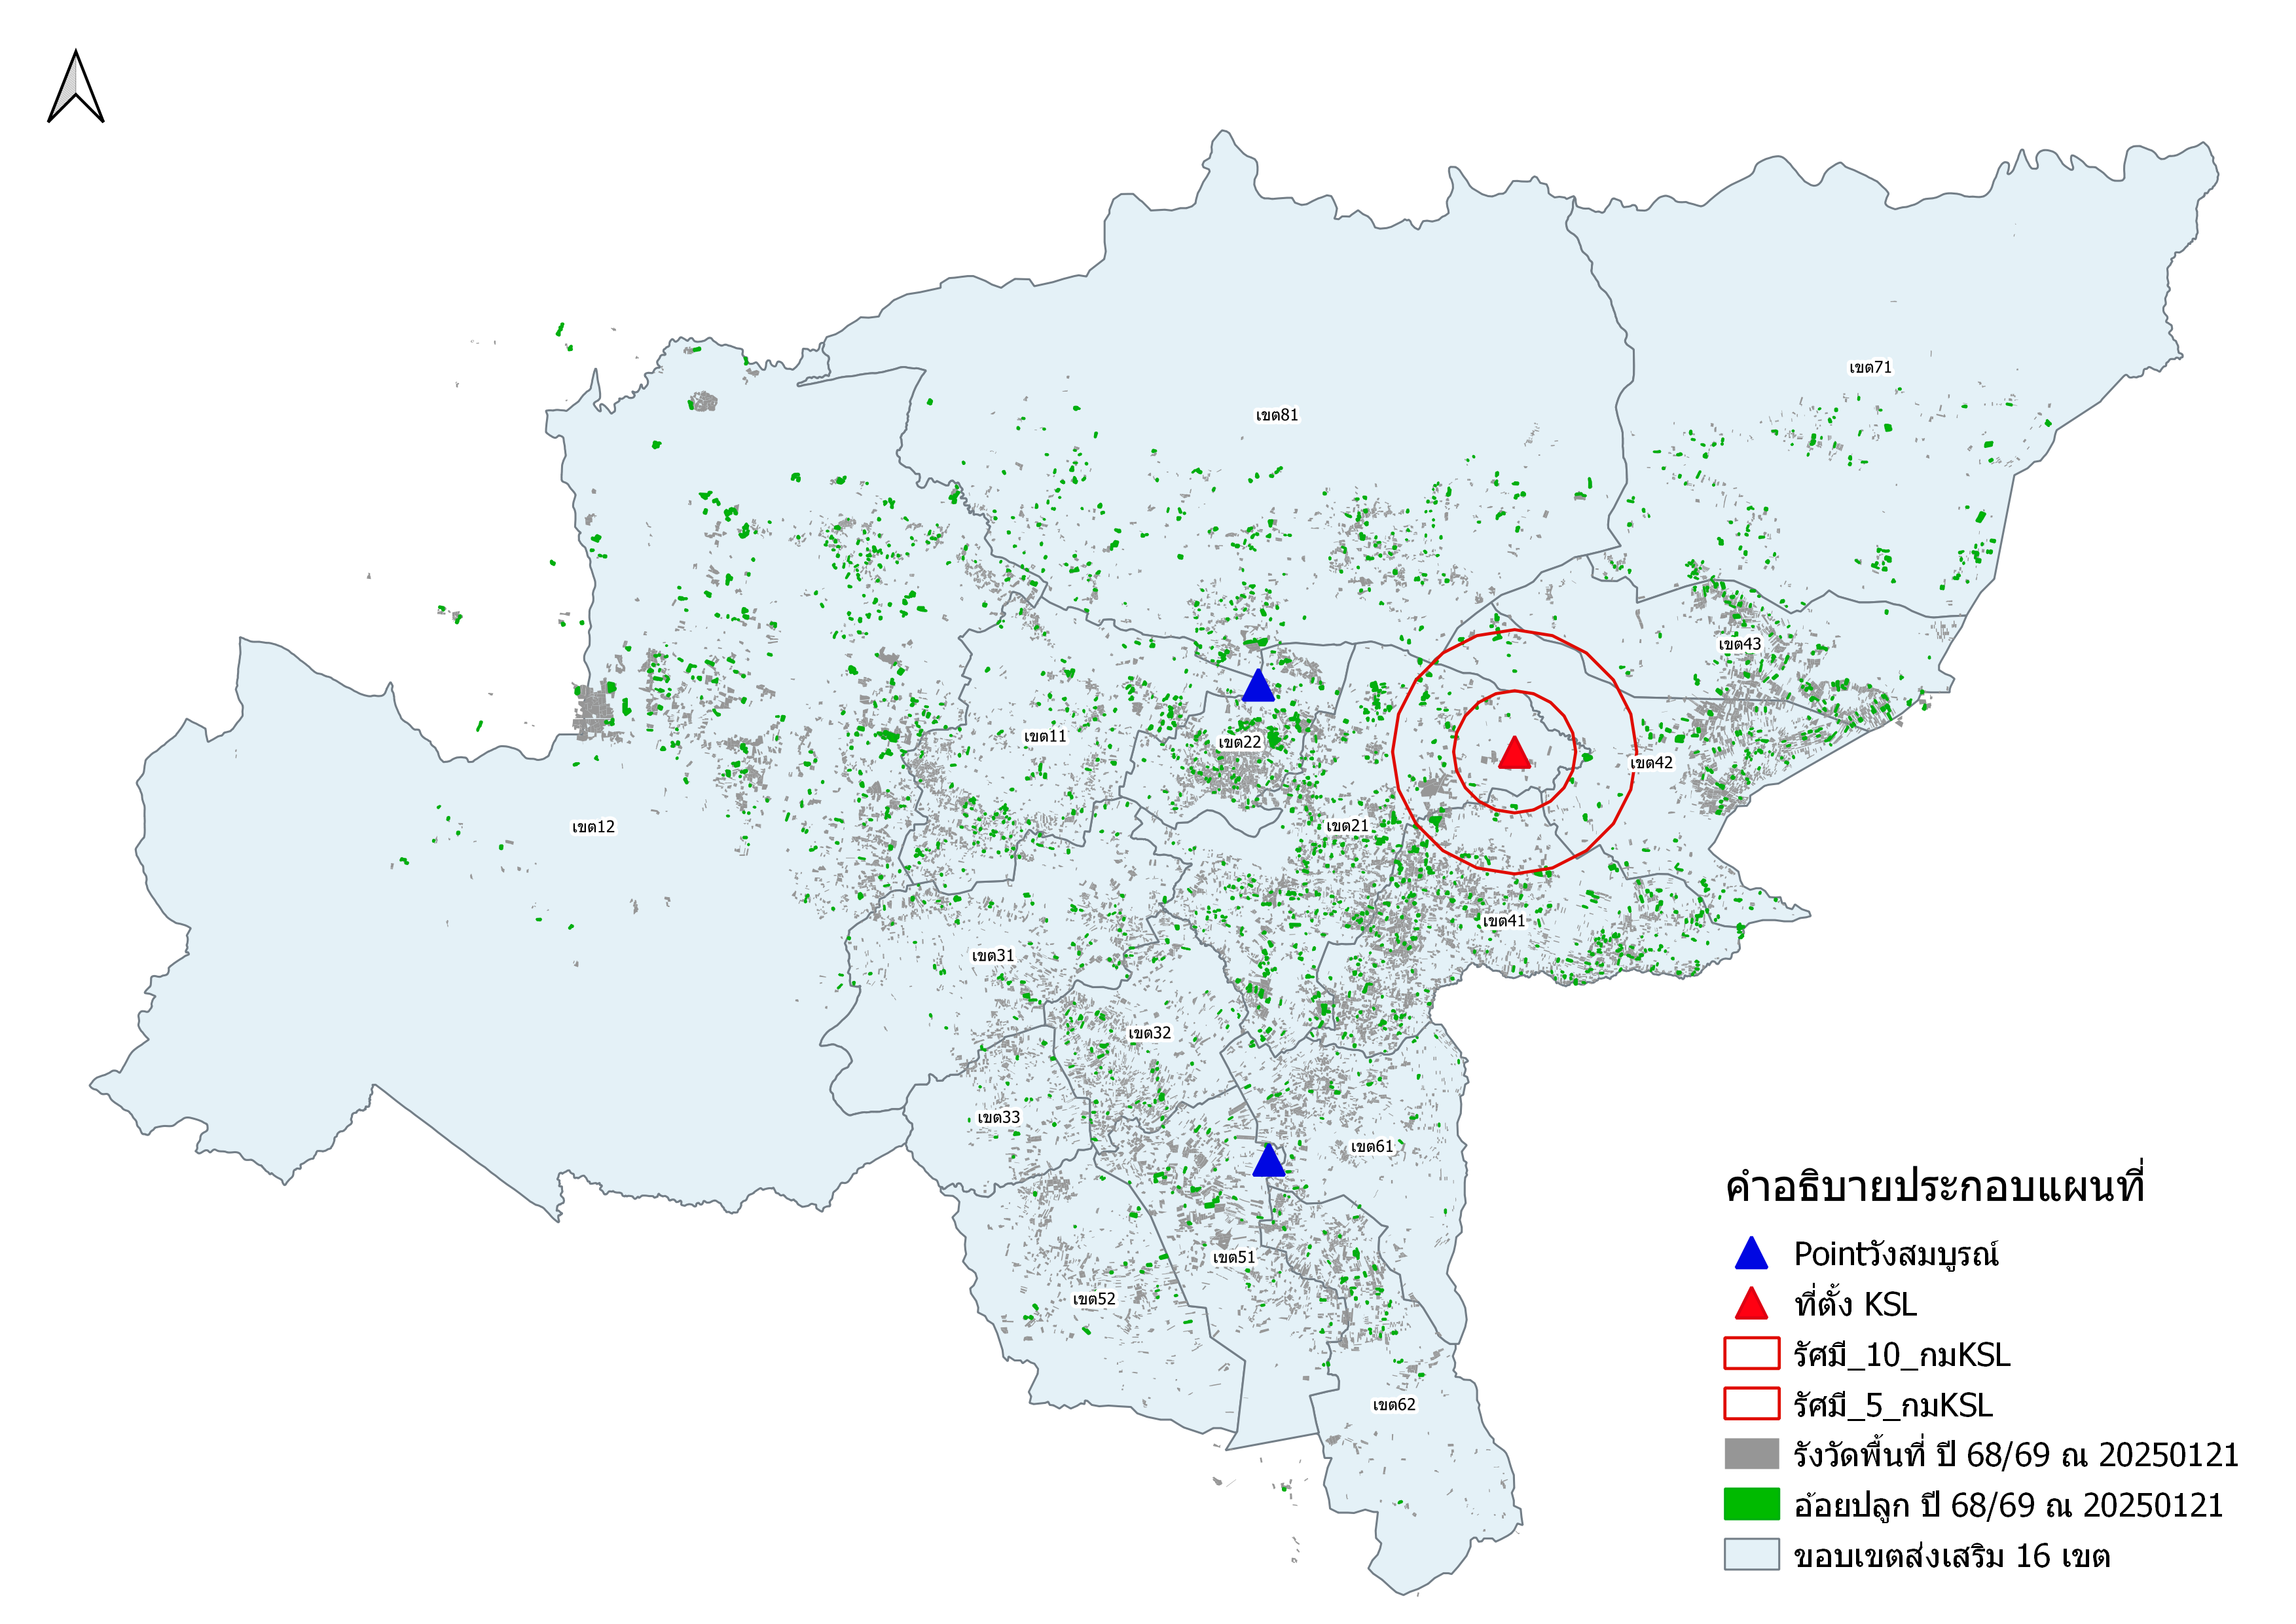 เขต71
เขต81
เขต43
เขต11
เขต22
เขต42
เขต12
เขต21
เขต41
เขต31
เขต32
เขต33
เขต61
เขต51
เขต52
เขต62
คำอธิบายประกอบแผนที่
Pointวังสมบูรณ์
ที่ตั้ง KSL
รัศมี_10_กมKSL
รัศมี_5_กมKSL
รังวัดพื้นที่ ปี 68/69 ณ 20250121
อ้อยปลูก ปี 68/69 ณ 20250121
ขอบเขตส่งเสริม 16 เขต